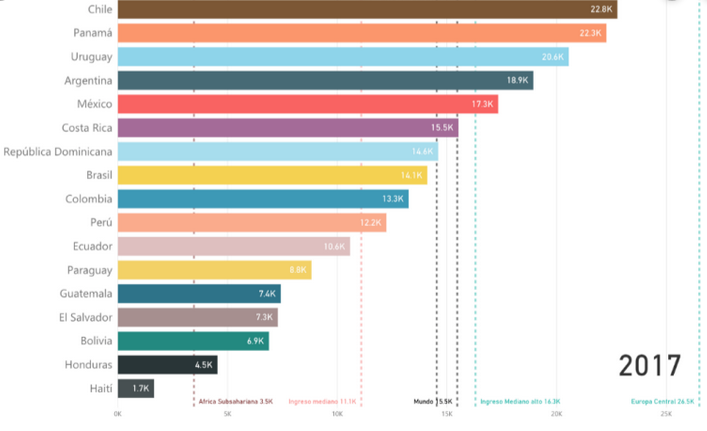 Chile 22.8K
Panamá 22.3K
Uruguay 20.6K
Argentina 18.9K
México 17.3K
Costa Rica 15.5K
República Dominicana 14.6K
Brasil 14.1K
Colombia 13.3K
Perú 12.2K
Ecuador 10.6K
Paraguay 8.8K
Guatemala 7.4K
El Salvador 7.3K
Bolivia 6.9K
Honduras 4.5K
Haití 1.7K
2017
Africa Subsahariana 3.5K Ingreso mediano 11.1K Mundo 15.5K Ingreso Mediano alto 16.3K Europa Central 26.5K
0K 5K 10K 15K 20K 25K